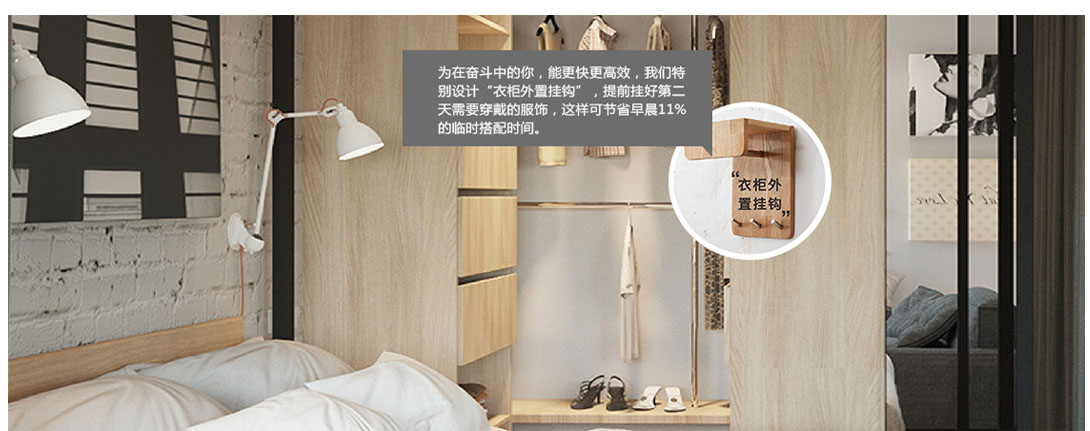 为在奋斗中的你，能更快更高效，我们特
别设计“衣柜外置挂钩”，提前挂好第二
天需要穿戴的服饰，这样可节省早晨11%
的临时搭配时间。
“衣柜外
置挂钩”